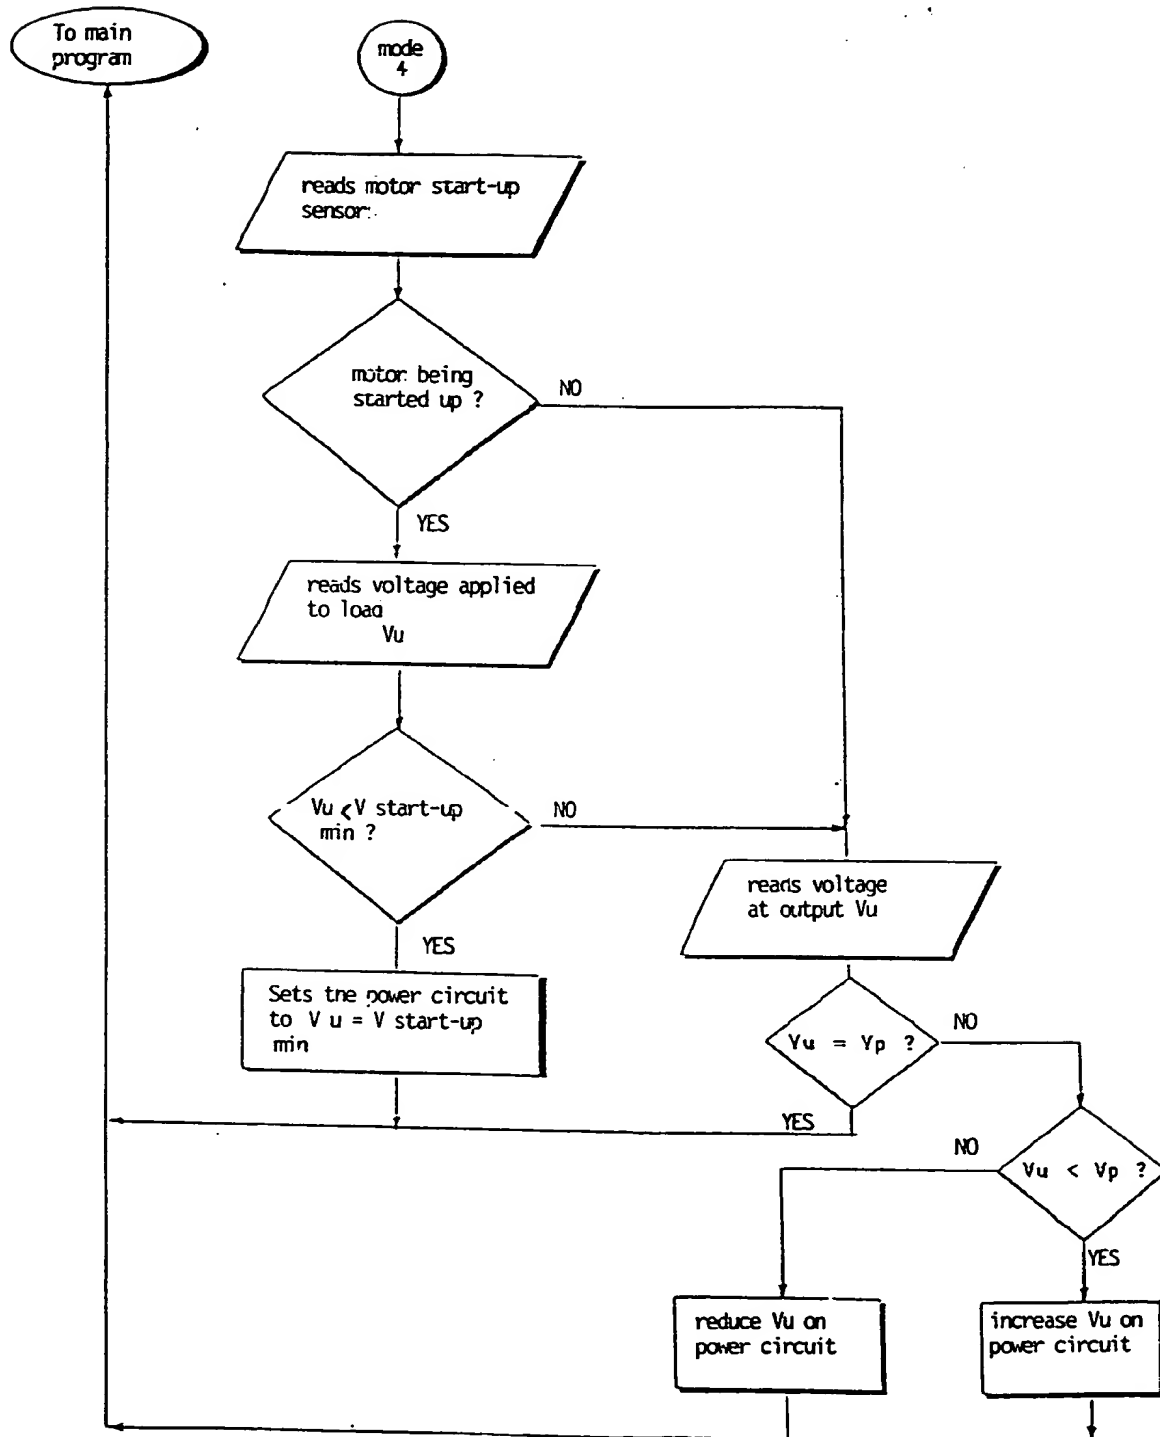 To main
program
mode
4
reads motor start-up
sensor
motor being
started up ?
NO
YES
reads voltage applied
to load
Vu
Vu < V start-up
min ?
NO
YES
Sets the power circuit
to V u = V start-up
min
reads voltage
at output Vu
Vu = Vp ?
NO
YES
Vu < Vp ?
NO
YES
reduce Vu on
power circuit
increase Vu on
power circuit